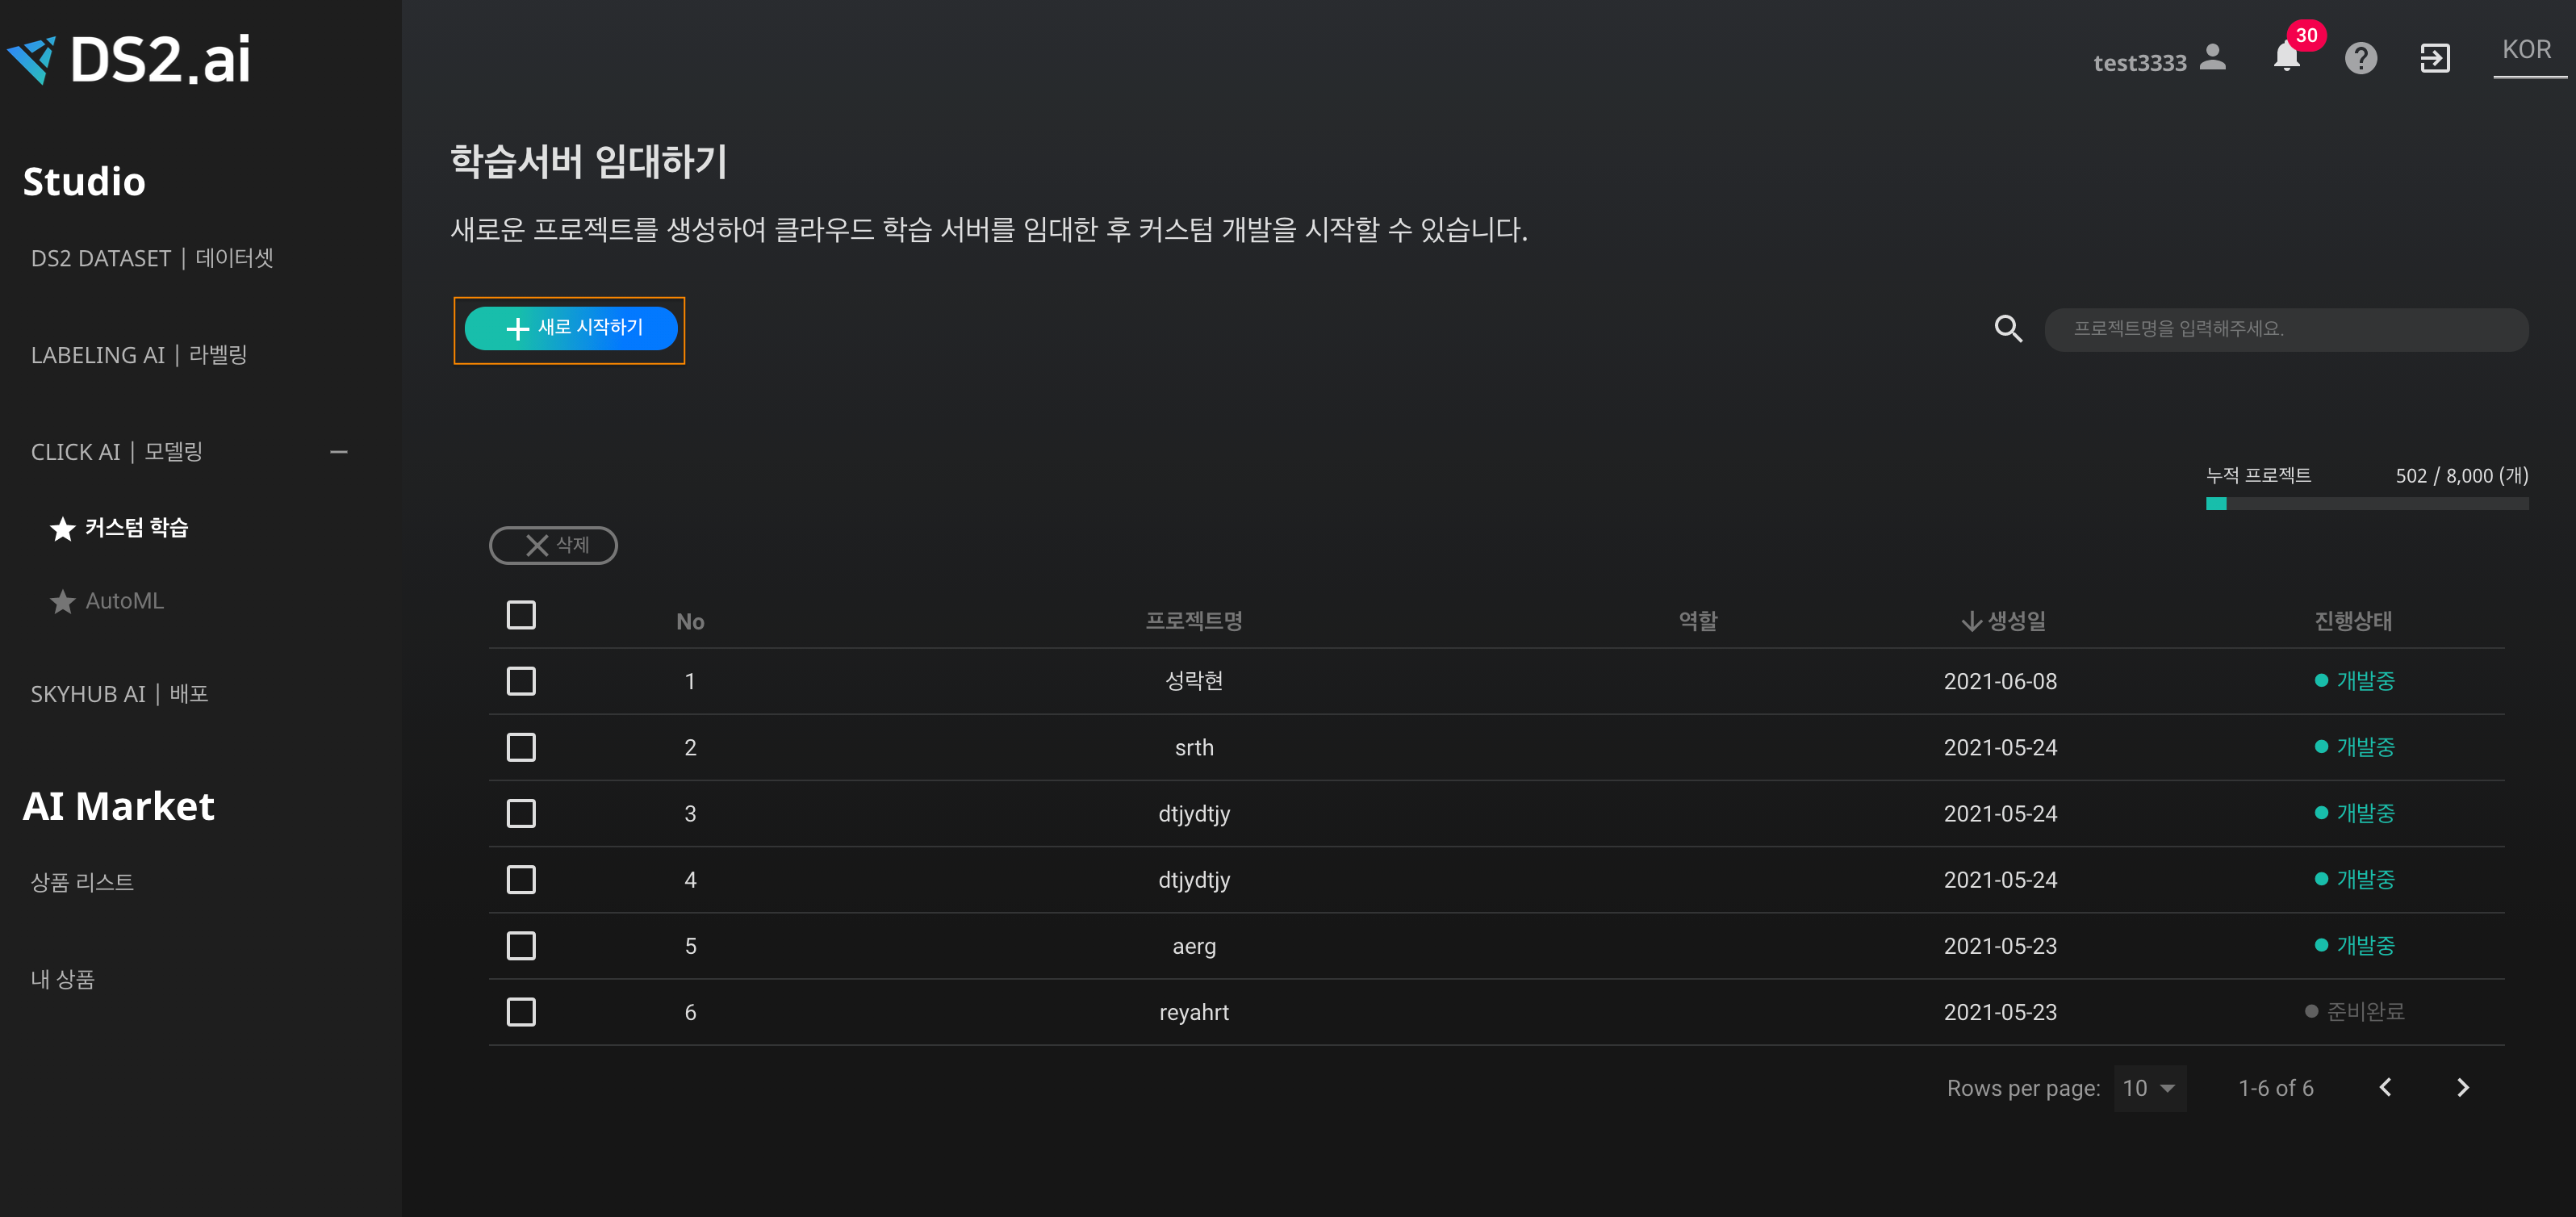 DS2.ai
test3333
30
KOR
Studio
DS2 DATASET | 데이터셋
LABELING AI | 라벨링
CLICK AI | 모델링
커스텀 학습
AutoML
SKYHUB AI | 배포
AI Market
상품 리스트
내 상품
학습서버 임대하기
새로운 프로젝트를 생성하여 클라우드 학습 서버를 임대한 후 커스텀 개발을 시작할 수 있습니다.
새로 시작하기
프로젝트명을 입력해주세요.
누적 프로젝트 502 / 8,000 (개)
삭제
No 프로젝트명 역할 생성일 진행상태
1 성락현 2021-06-08 개발중
2 srth 2021-05-24 개발중
3 dtjydtjy 2021-05-24 개발중
4 dtjydtjy 2021-05-24 개발중
5 aerg 2021-05-23 개발중
6 reyahrt 2021-05-23 준비완료
Rows per page: 10 1-6 of 6